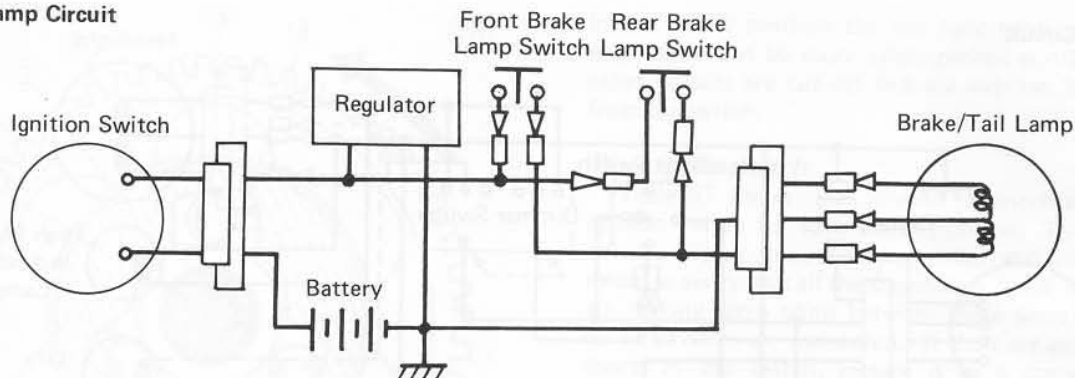 amp Circuit
Front Brake
Lamp Switch
Rear Brake
Lamp Switch
Regulator
Ignition Switch
Brake/Tail Lamp
Battery